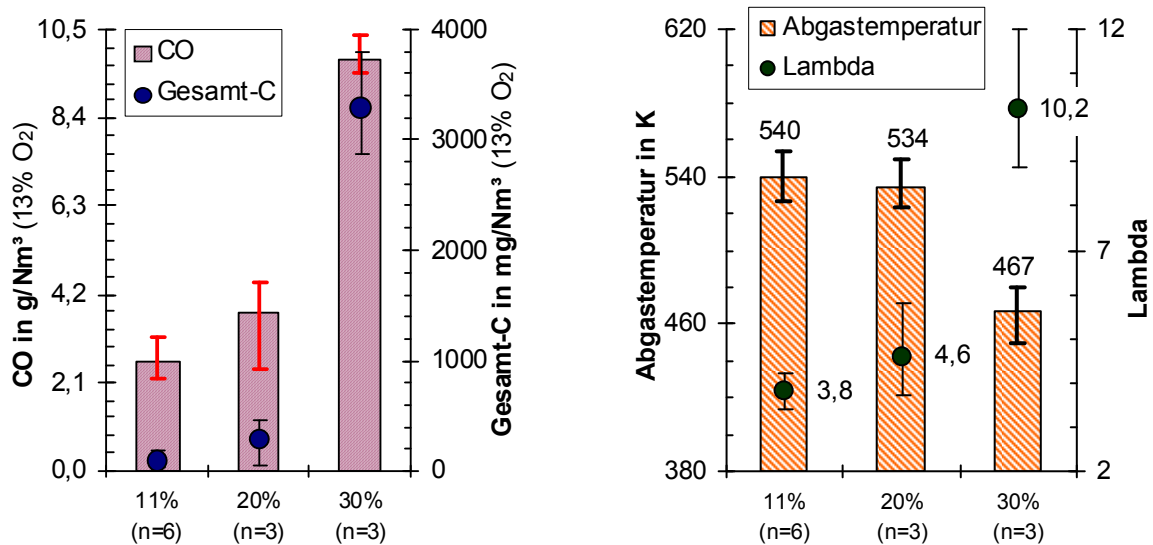 CO in g/Nm³ (13% O₂)
10,5
8,4
6,3
4,2
2,1
0,0
CO
Gesamt-C
4000
3000
2000
1000
0
Gesamt-C in mg/Nm³ (13% O₂)
11%
(n=6)
20%
(n=3)
30%
(n=3)
Abgastemperatur in K
620
540
460
380
Abgastemperatur
Lambda
540
534
467
3,8
4,6
10,2
12
7
2
Lambda
11%
(n=6)
20%
(n=3)
30%
(n=3)